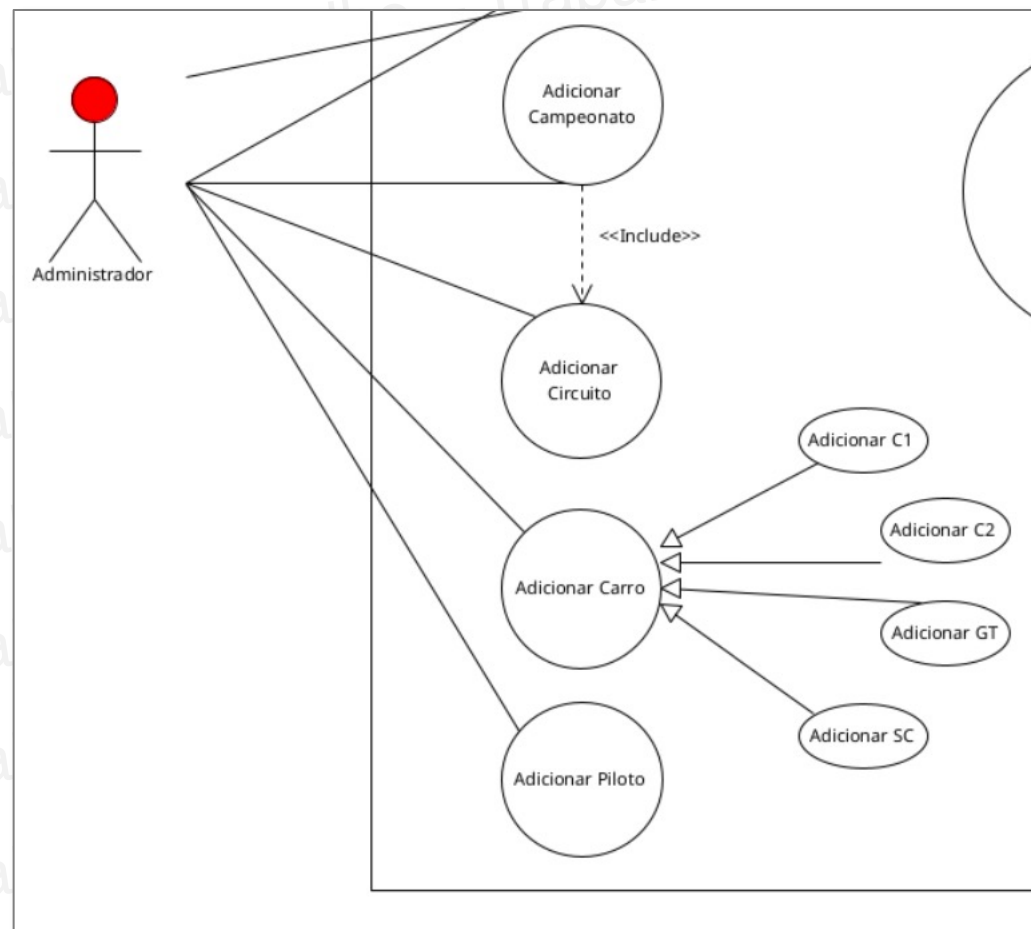 Adicionar
Campeonato
<<Include>>
Administrador
Adicionar
Circuito
Adicionar C1
Adicionar C2
Adicionar Carro
Adicionar GT
Adicionar SC
Adicionar Piloto